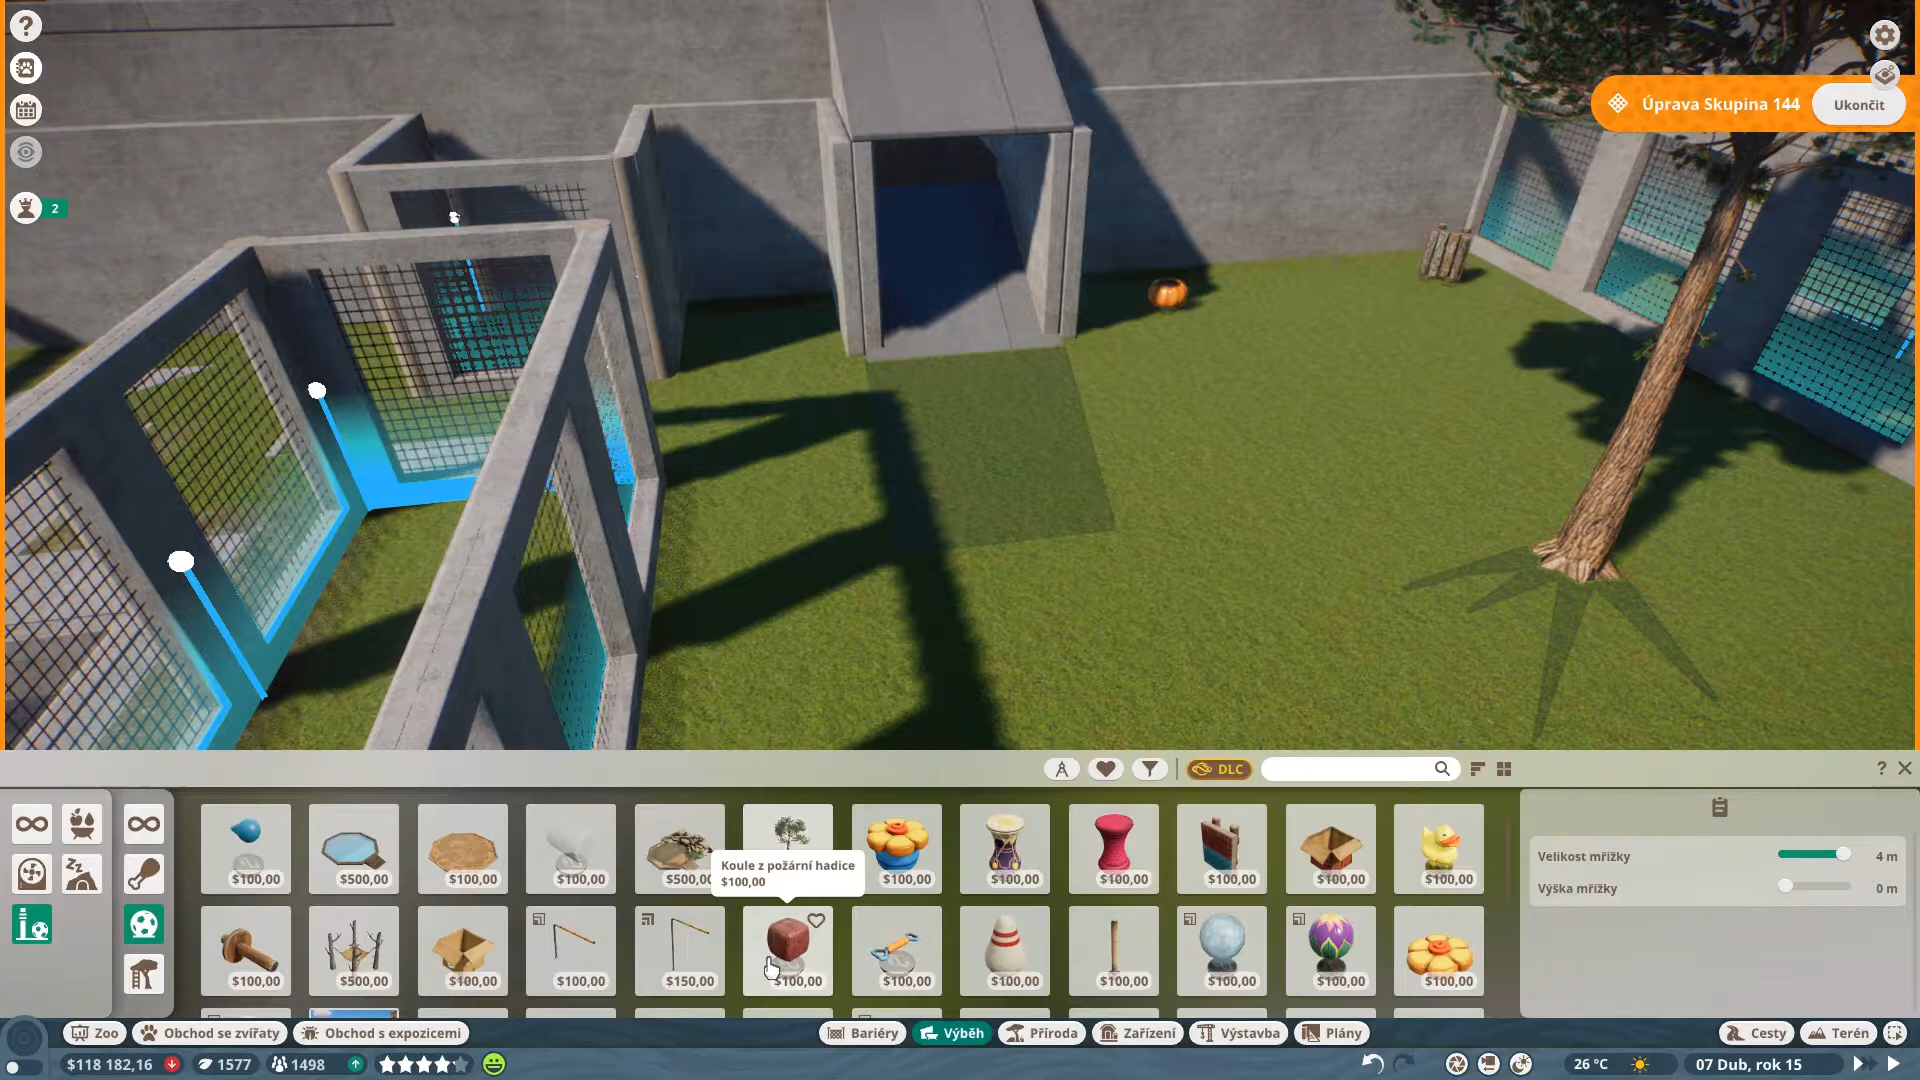 ?
Úprava Skupina 144
Ukončit
2
DLC
?
$100,00
$500,00
$100,00
$100,00
$500,00
Koule z požární hadice
$100,00
$100,00
$100,00
$100,00
$100,00
$100,00
$100,00
$100,00
$500,00
$100,00
$100,00
$150,00
$100,00
$100,00
$100,00
$100,00
$100,00
$100,00
$100,00
Velikost mřížky 4 m
Výška mřížky 0 m
Zoo
Obchod se zvířaty
Obchod s expozicemi
Bariéry
Výběh
Příroda
Zařízení
Výstavba
Plány
Cesty
Terén
$118 182,16
1577
1498
26 °C
07 Dub, rok 15